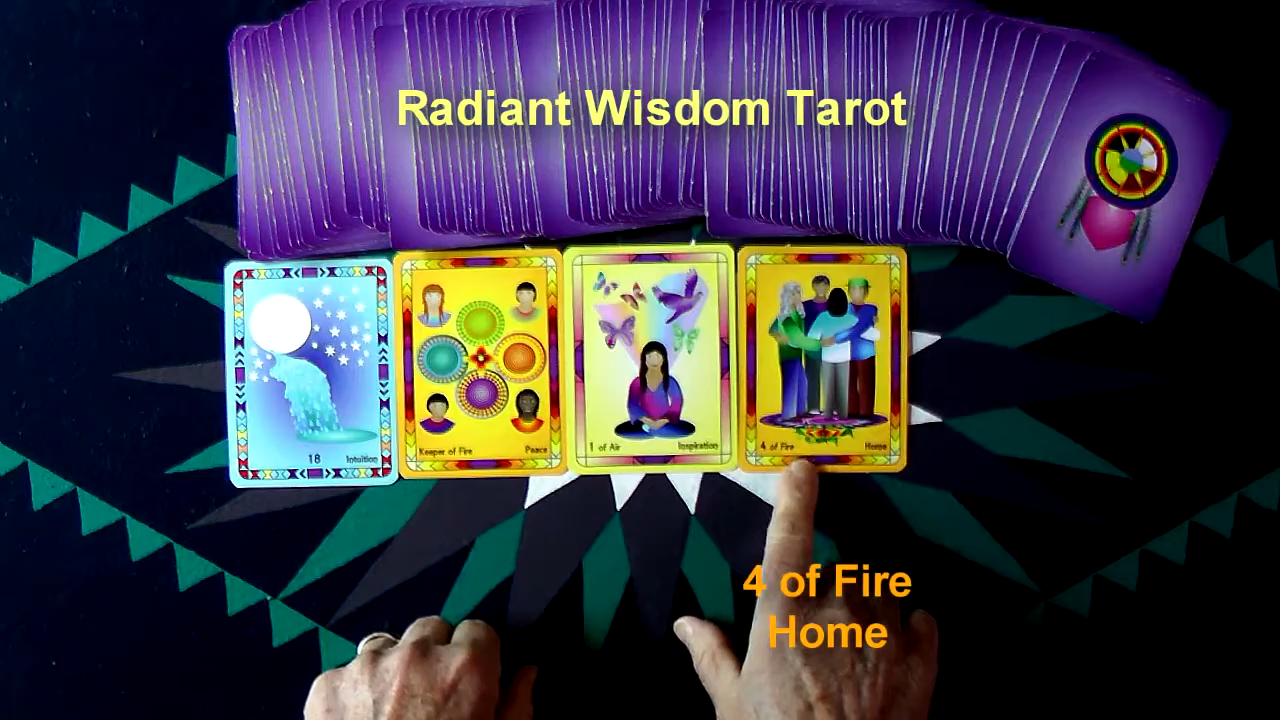 Radiant Wisdom Tarot
18 Intuition
Keeper of Fire Peace
1 of Air Inspiration
4 of Fire Home
4 of Fire
Home